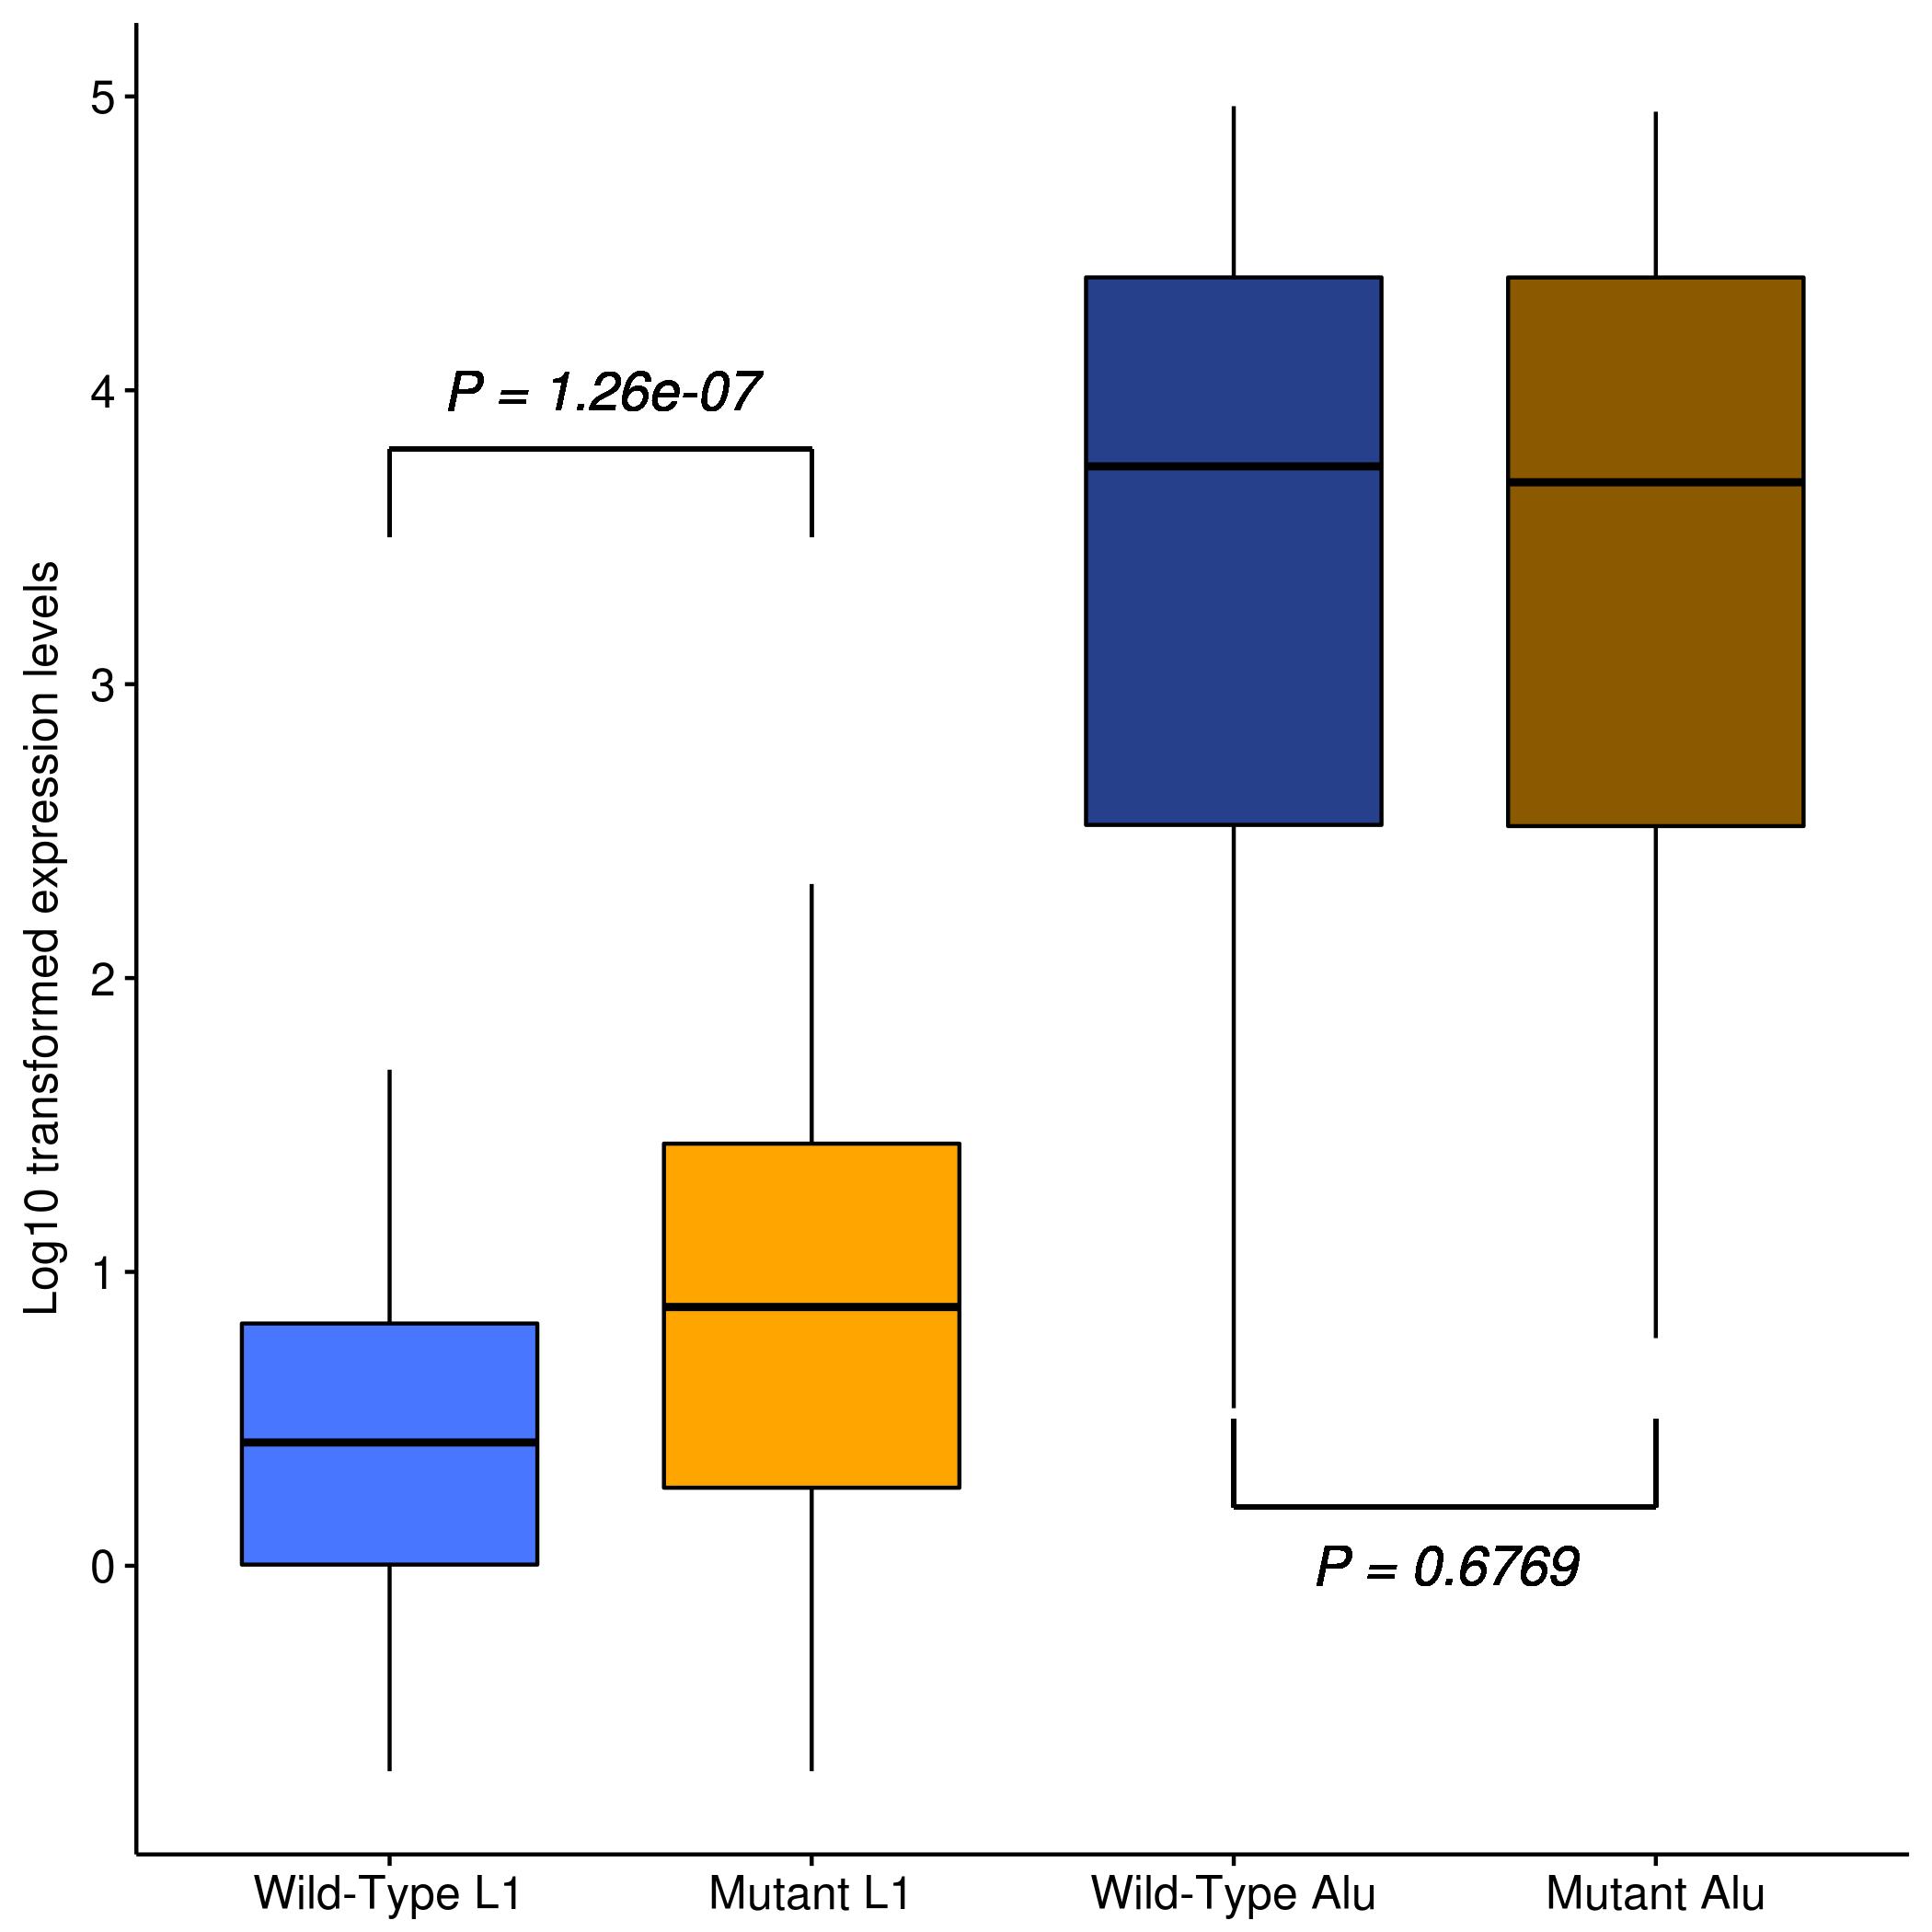 Log10 transformed expression levels
5
4
3
2
1
0
P = 1.26e-07
P = 0.6769
Wild-Type L1
Mutant L1
Wild-Type Alu
Mutant Alu